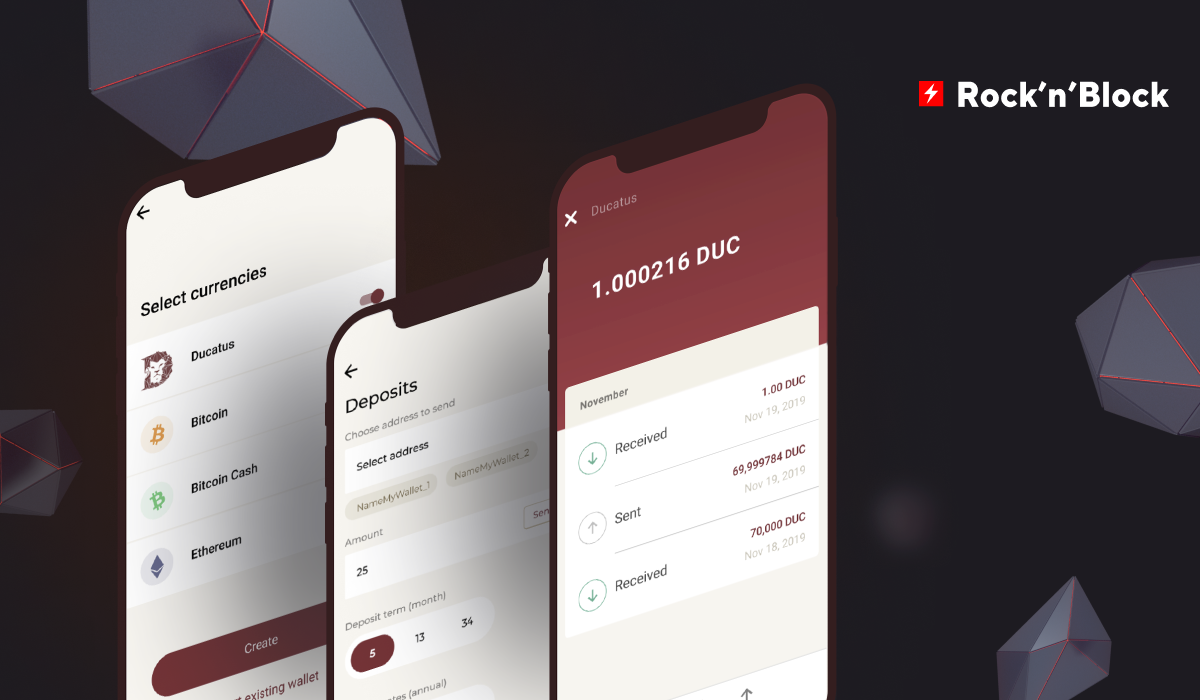 Rock'n'Block
Select currencies
Ducatus
Bitcoin
Bitcoin Cash
Ethereum
Create
existing wallet
Deposits
Choose address to send
Select address
NameMyWallet_1
NameMyWallet_2
Amount
25
Deposit term (month)
5
13
34
(annual)
Ducatus
1.000216 DUC
November
Received
1.00 DUC
Nov 19, 2019
Sent
69,999784 DUC
Nov 19, 2019
Received
70,000 DUC
Nov 18, 2019